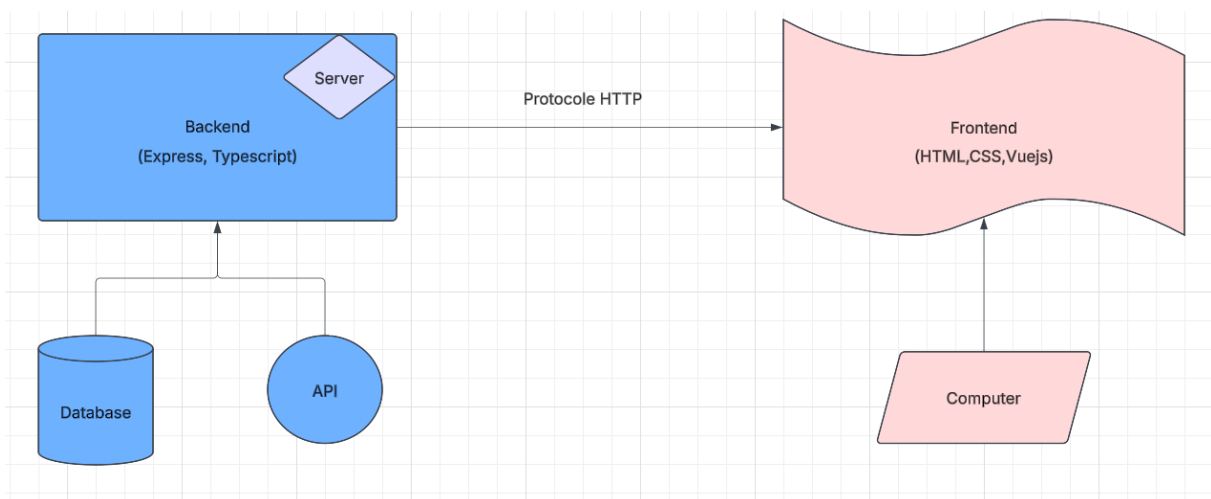 Server
Backend
(Express, Typescript)
Protocole HTTP
Frontend
(HTML,CSS,Vuejs)
Database
API
Computer